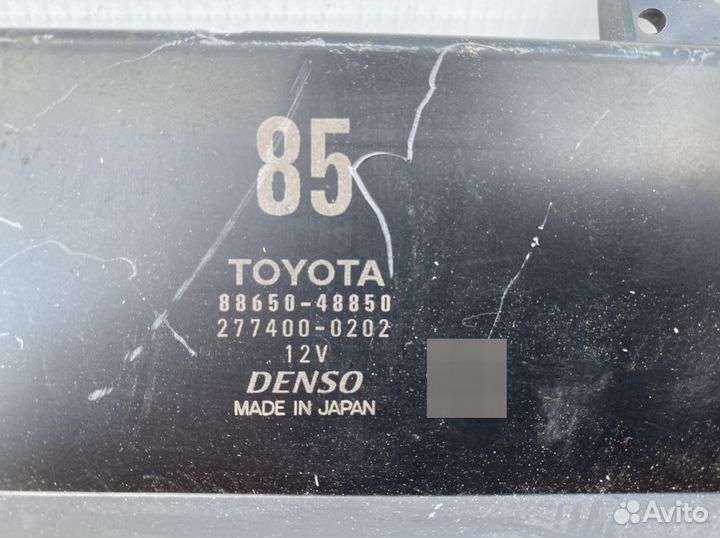 85
TOYOTA
88650-48850
277400-0202
12V
DENSO
MADE IN JAPAN
Avito